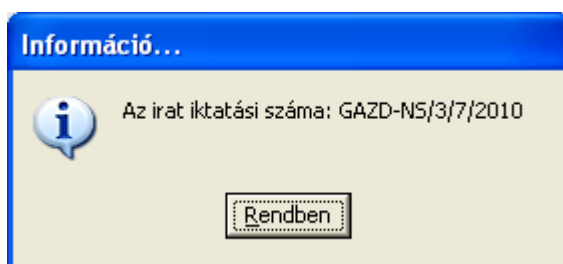 Információ...
Az irat iktatási száma: GAZD-NS/3/7/2010
Rendben